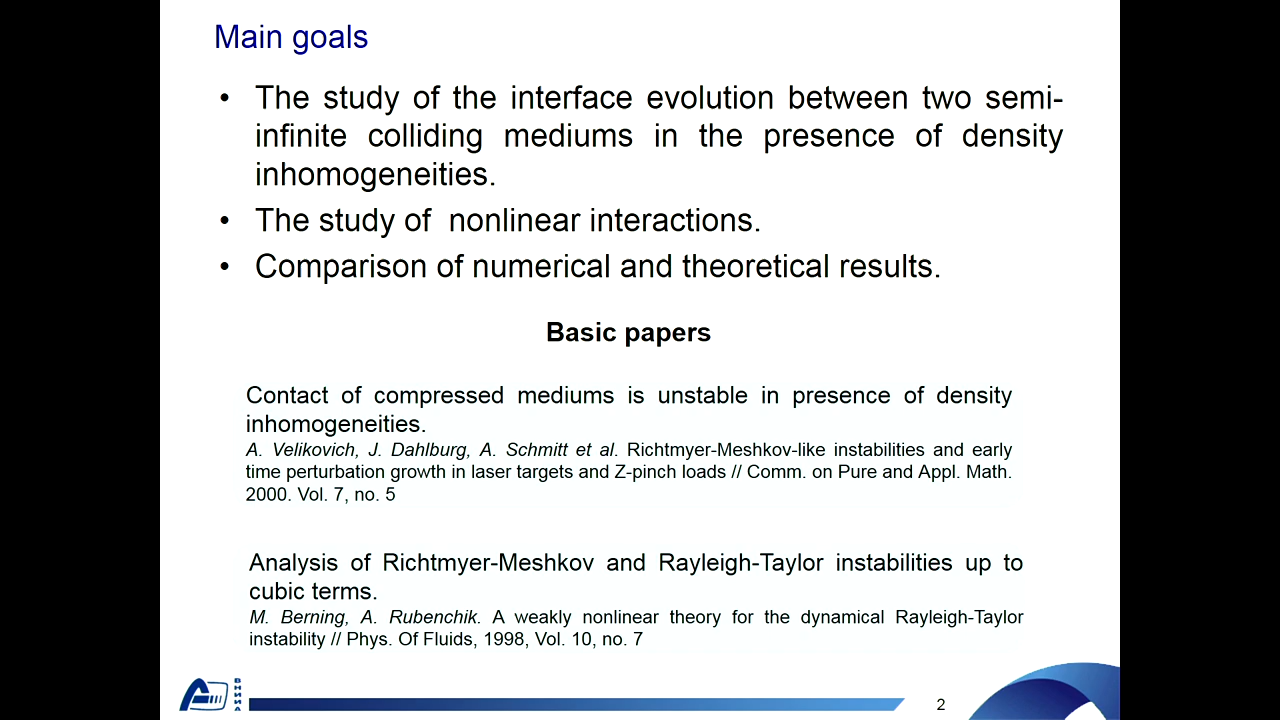 Main goals
• The study of the interface evolution between two semi-
infinite colliding mediums in the presence of density
inhomogeneities.
• The study of nonlinear interactions.
• Comparison of numerical and theoretical results.
Basic papers
Contact of compressed mediums is unstable in presence of density
inhomogeneities.
A. Velikovich, J. Dahlburg, A. Schmitt et al. Richtmyer-Meshkov-like instabilities and early
time perturbation growth in laser targets and Z-pinch loads // Comm. on Pure and Appl. Math.
2000. Vol. 7, no. 5
Analysis of Richtmyer-Meshkov and Rayleigh-Taylor instabilities up to
cubic terms.
M. Berning, A. Rubenchik. A weakly nonlinear theory for the dynamical Rayleigh-Taylor
instability // Phys. Of Fluids, 1998, Vol. 10, no. 7
ВНИИА
2